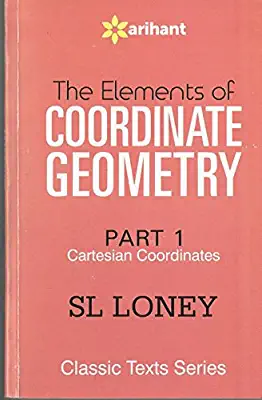 arihant
The Elements of
COORDINATE
GEOMETRY
PART 1
Cartesian Coordinates
SL LONEY
Classic Texts Series